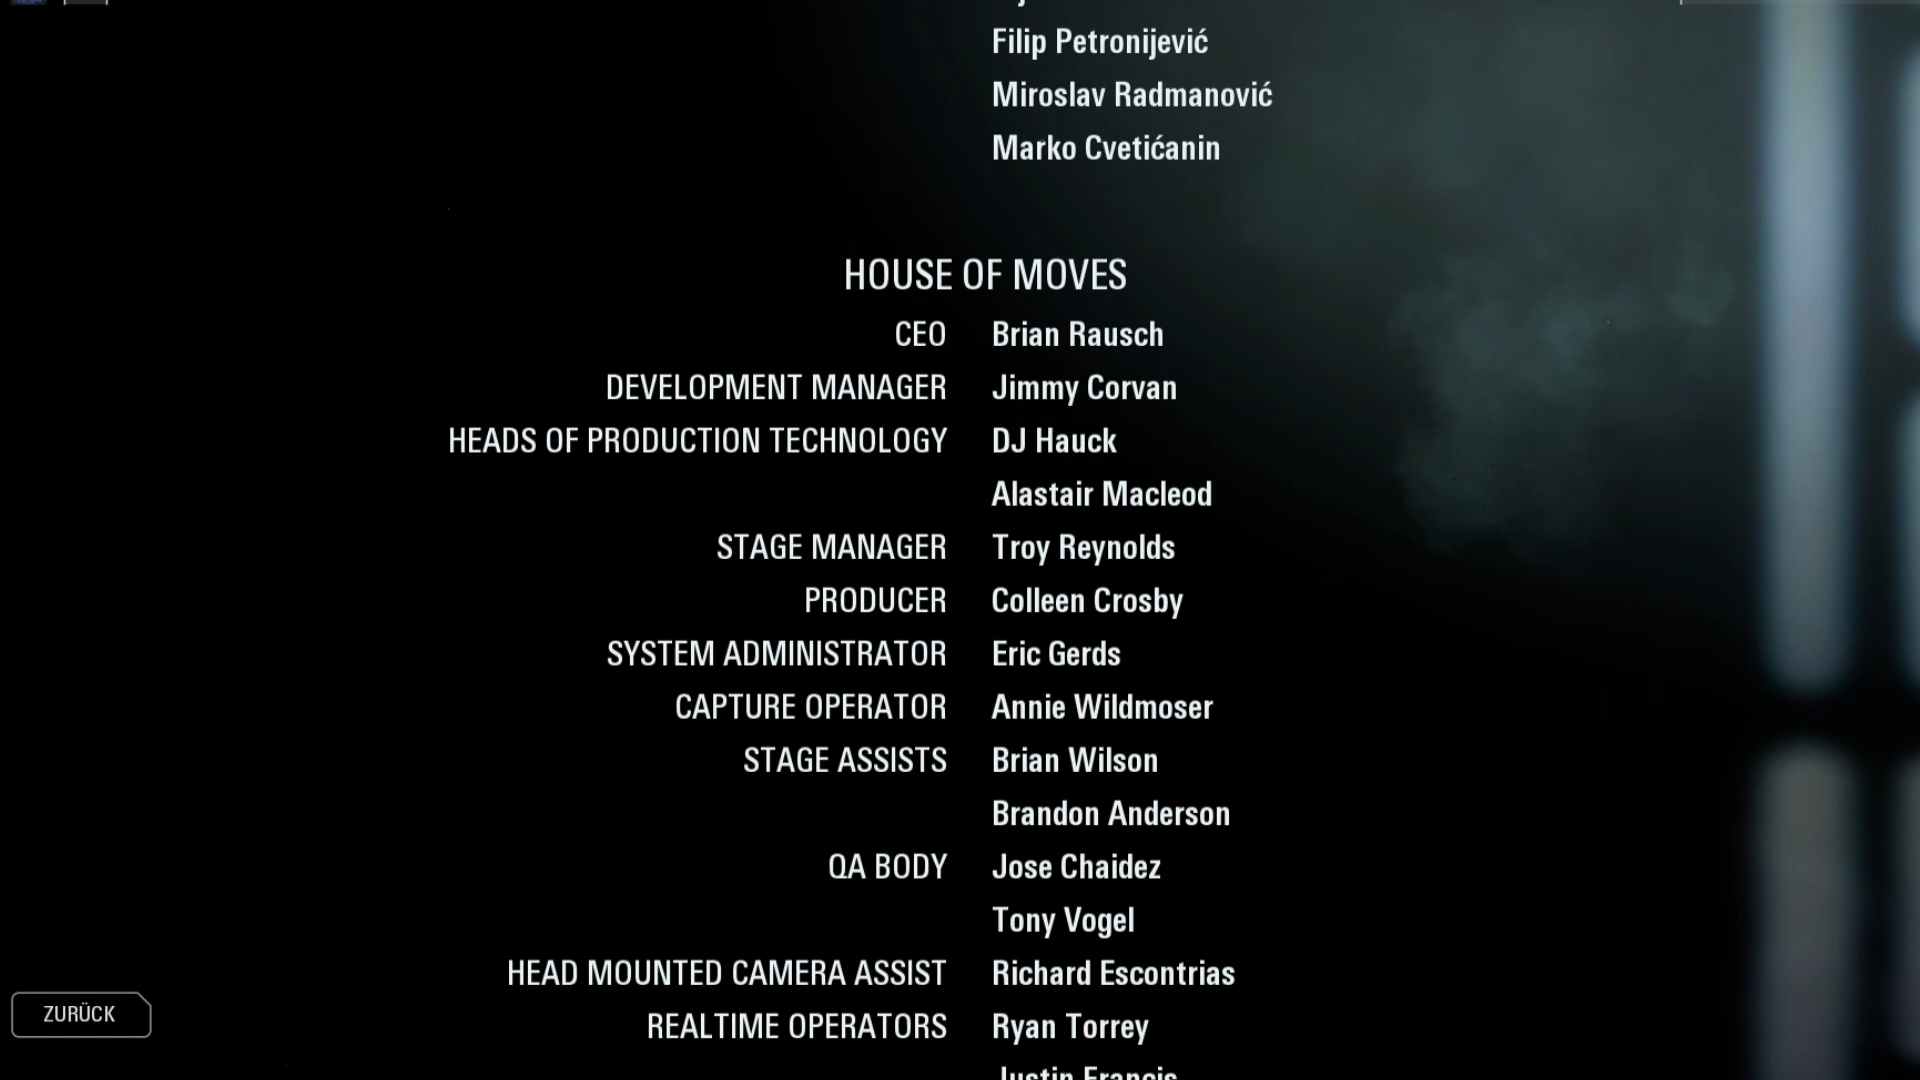 Filip Petronijević
Miroslav Radmanović
Marko Cvetićanin
HOUSE OF MOVES
CEO Brian Rausch
DEVELOPMENT MANAGER Jimmy Corvan
HEADS OF PRODUCTION TECHNOLOGY DJ Hauck
Alastair Macleod
STAGE MANAGER Troy Reynolds
PRODUCER Colleen Crosby
SYSTEM ADMINISTRATOR Eric Gerds
CAPTURE OPERATOR Annie Wildmoser
STAGE ASSISTS Brian Wilson
Brandon Anderson
QA BODY Jose Chaidez
Tony Vogel
HEAD MOUNTED CAMERA ASSIST Richard Escontrias
ZURÜCK
REALTIME OPERATORS Ryan Torrey
Justin Francis